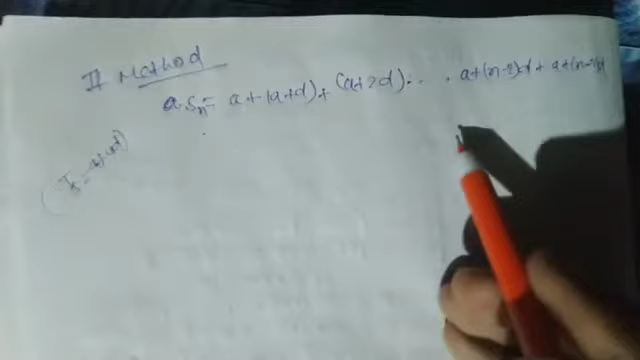 II Method
a. Sn = a + (a+d) + (a+2d) .. . a+(n-2)d + a+(n-1)d